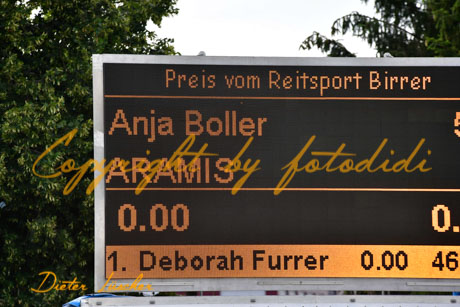 Preis vom Reitsport Birrer
Anja Boller 5
Copyright by fotodidi
ARAMIS
0.00 0.
1. Deborah Furrer 0.00 46
Dieter